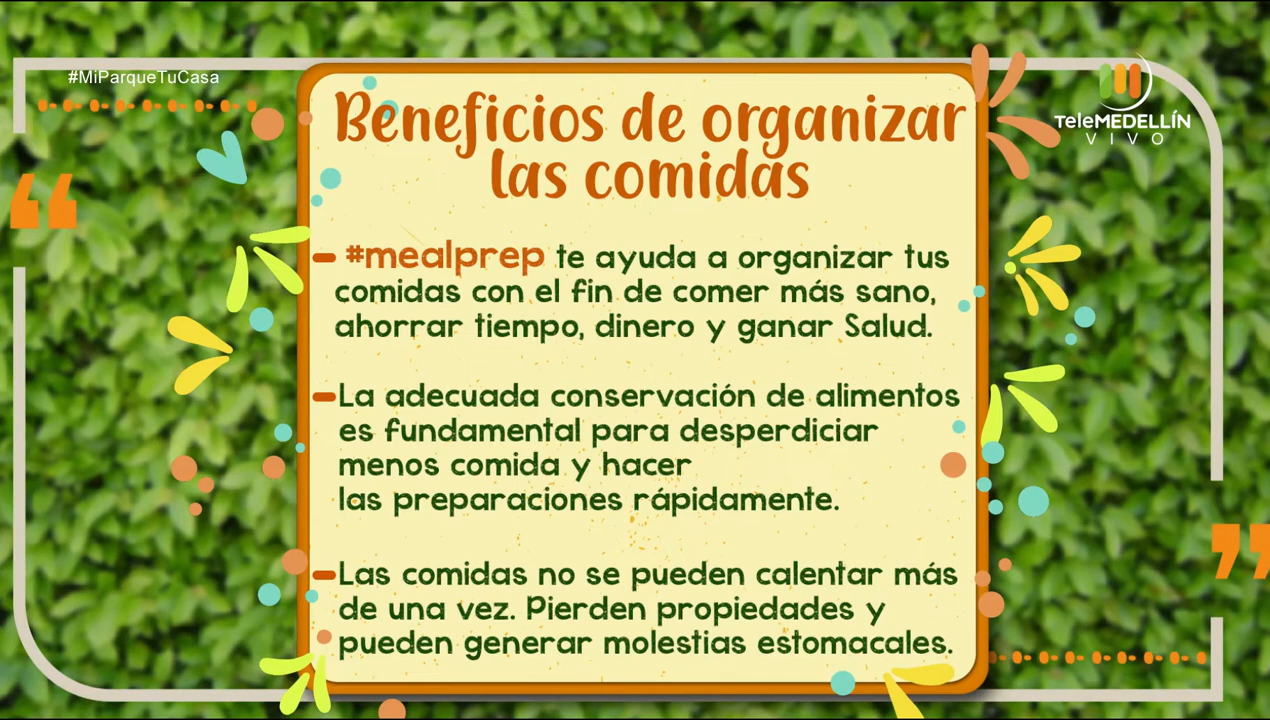 #MiParqueTuCasa
TeleMEDELLÍN
VIVO
Beneficios de organizar
las comidas
- #mealprep te ayuda a organizar tus
comidas con el fin de comer más sano,
ahorrar tiempo, dinero y ganar Salud.
-La adecuada conservación de alimentos
es fundamental para desperdiciar
menos comida y hacer
las preparaciones rápidamente.
-Las comidas no se pueden calentar más
de una vez. Pierden propiedades y
pueden generar molestias estomacales.